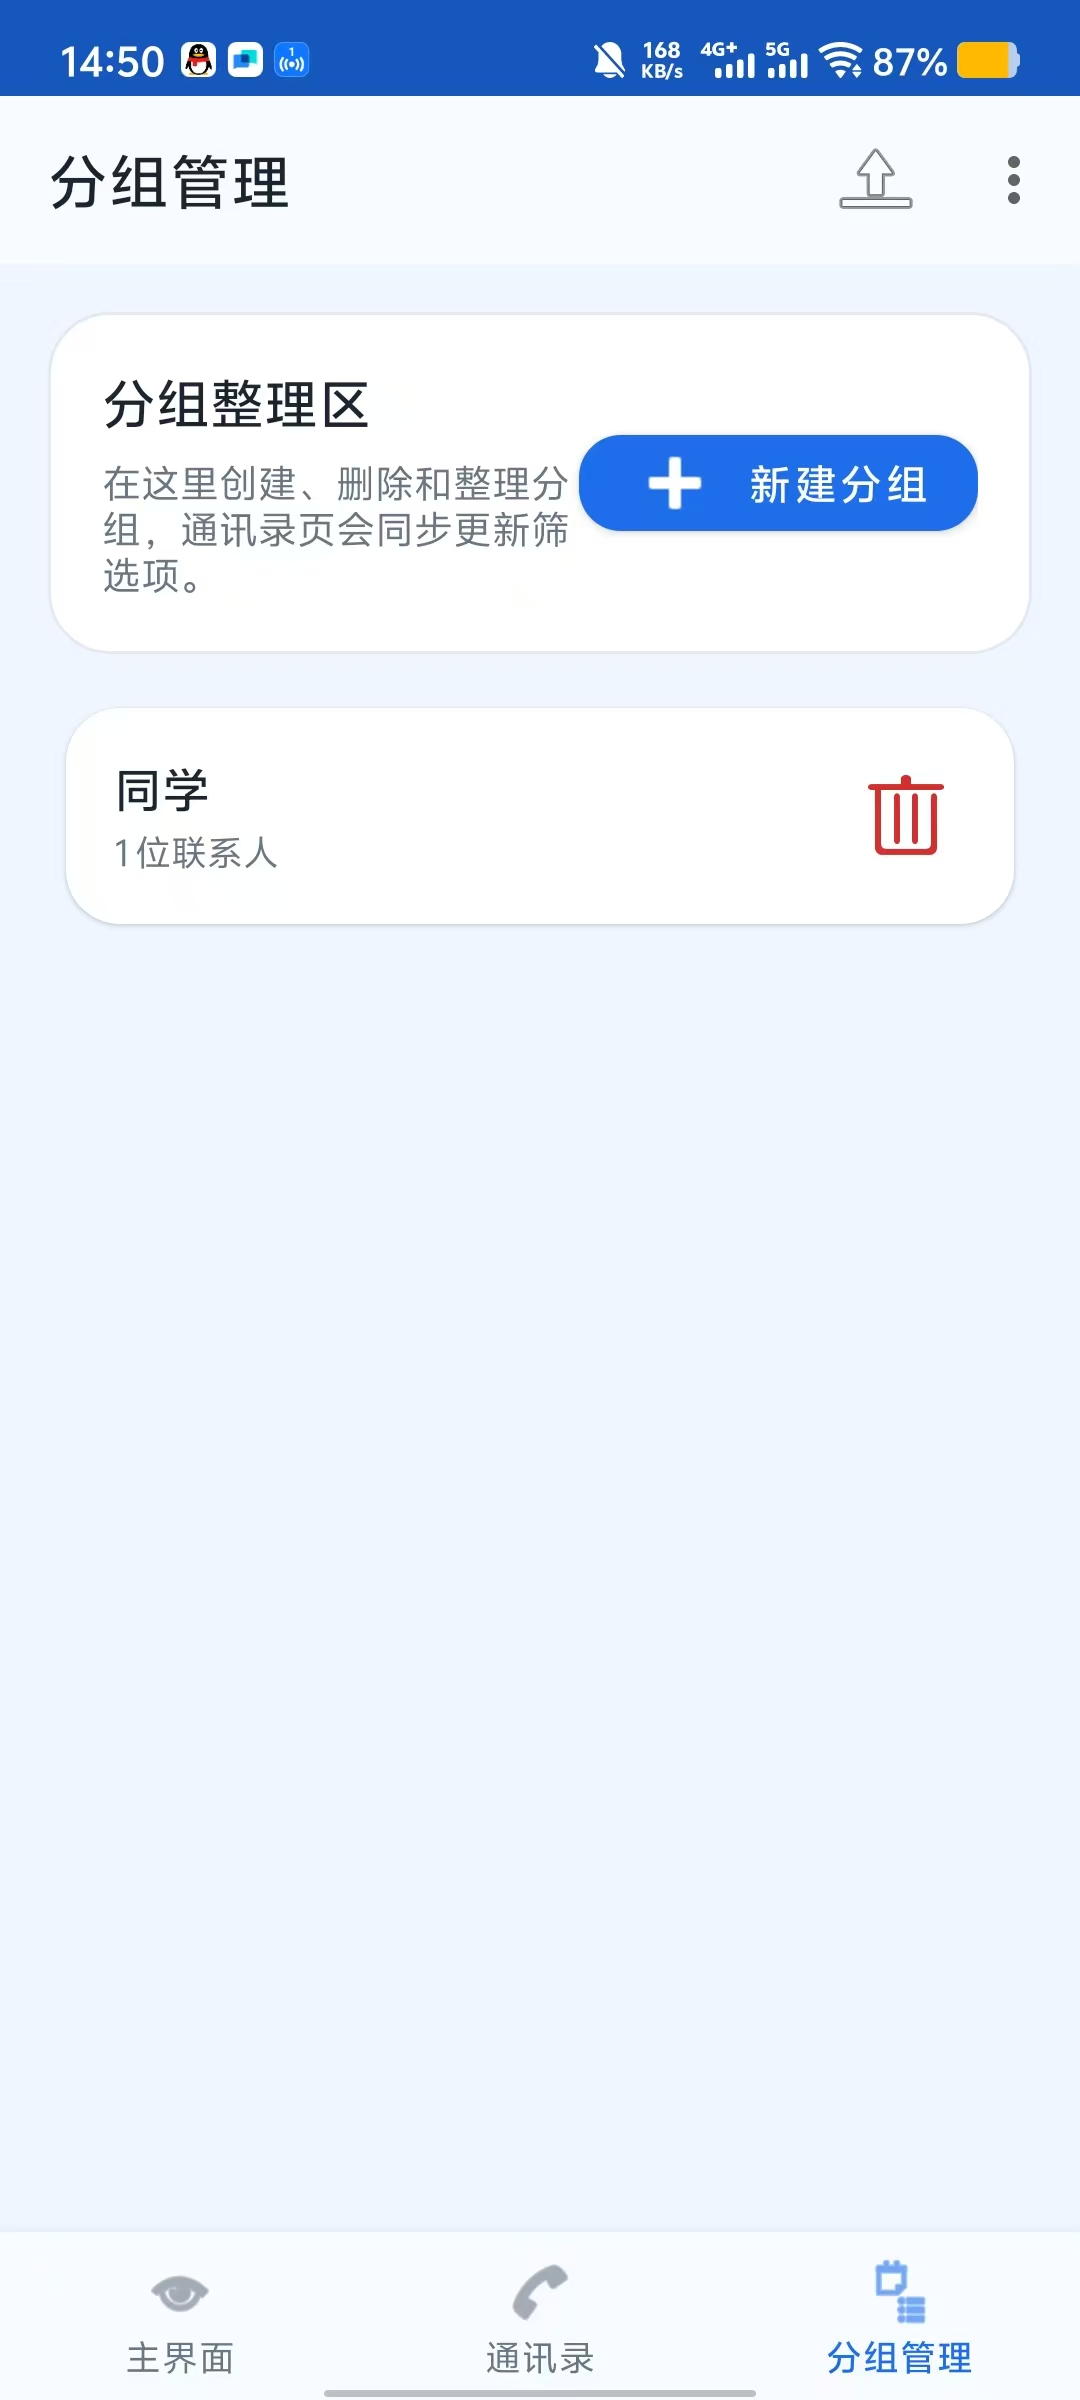 14:50
168 KB/s 4G+ 5G 87%
分组管理
分组整理区
在这里创建、删除和整理分
组，通讯录页会同步更新筛
选项。
新建分组
同学
1位联系人
主界面
通讯录
分组管理